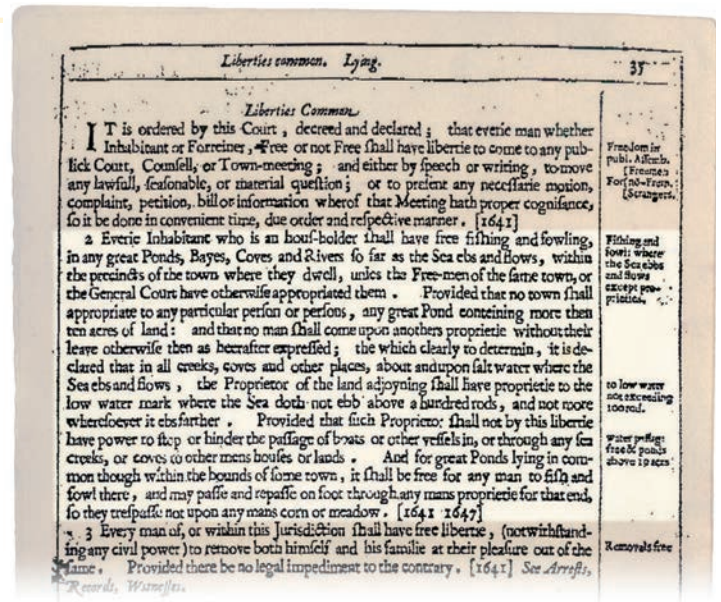 Liberties common. Lying. 35
Liberties Common.
IT is ordered by this Court, decreed and declared; that everie man whether
Inhabitant or Forreiner, Free or not Free ſhall have libertie to come to any pub-
lick Court, Counſell, or Town-meeting; and either by ſpeech or writing, to move
any lawfull, ſeaſonable, or material queſtion; or to preſent any neceſſarie motion,
complaint, petition, bill or information wherof that Meeting hath proper cogniſance,
ſo it be done in convenient time, due order and reſpective manner. [1641]
Freedom in
publ. Aſſemb.
[Freemen
[Strangers.
2 Everie Inhabitant who is an houſ-holder ſhall have free fiſhing and fowling,
in any great Ponds, Bayes, Coves and Rivers ſo far as the Sea ebs and flows, within
the precincts of the town where they dwell, unles the Free-men of the ſame town, or
the General Court have otherwiſe appropriated them. Provided that no town ſhall
appropriate to any particular perſon or perſons, any great Pond conteining more then
ten acres of land: and that no man ſhall come upon anothers proprietie without their
leave otherwiſe then as heerafter expreſſed; the which clearly to determin, it is de-
clared that in all creeks, coves and other places, about and upon ſalt water where the
Sea ebs and flows, the Proprietor of the land adjoyning ſhall have proprietie to the
low water mark where the Sea doth not ebb above a hundred rods, and not more
whereſoever it ebs farther. Provided that ſuch Proprietor ſhall not by this libertie
have power to ſtop or hinder the paſſage of boats or other veſſels in, or through any ſea
creeks, or coves to other mens houſes or lands. And for great Ponds lying in com-
mon though within the bounds of ſome town, it ſhall be free for any man to fiſh and
fowl there, and may paſſe and repaſſe on foot through any mans proprietie for that end,
ſo they treſpaſſe not upon any mans corn or meadow. [1641 1647]
Fiſhing and
fowli: where
the Sea ebbs
and flows
except pro-
prieties.
to low water
not exceeding
100 rod.
water paſſage
free & ponds
above 10 acrs
3 Every man of, or within this Juriſdiction ſhall have free libertie, (notwithſtand-
ing any civil power) to remove both himſelf and his familie at their pleaſure out of the
ſame. Provided there be no legal impediment to the contrary. [1641] See Arreſts,
Records, Witneſſes.
Removals free